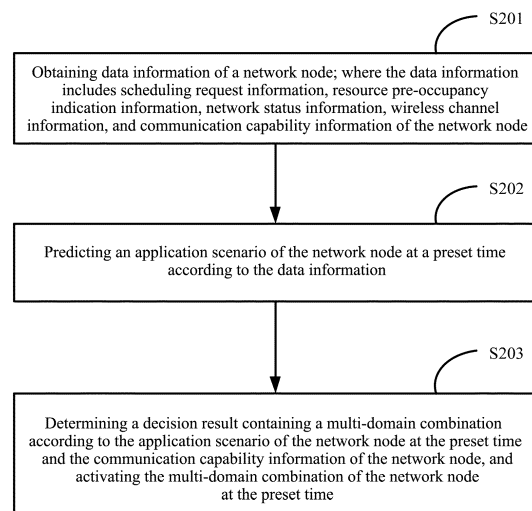 S201
Obtaining data information of a network node; where the data information
includes scheduling request information, resource pre-occupancy
indication information, network status information, wireless channel
information, and communication capability information of the network node
S202
Predicting an application scenario of the network node at a preset time
according to the data information
S203
Determining a decision result containing a multi-domain combination
according to the application scenario of the network node at the preset time
and the communication capability information of the network node, and
activating the multi-domain combination of the network node
at the preset time